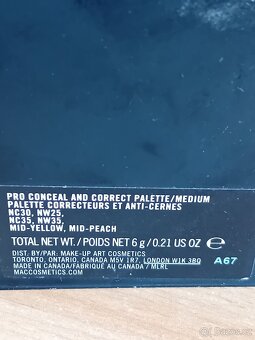 PRO CONCEAL AND CORRECT PALETTE/MEDIUM
PALETTE CORRECTEURS ET ANTI-CERNES
NC30, NW25,
NC35, NW35,
MID-YELLOW, MID-PEACH
TOTAL NET WT./POIDS NET 6 g/0.21 US OZ ℮
DIST. BY/PAR: MAKE-UP ART COSMETICS
TORONTO, ONTARIO, CANADA M5V 1R7, LONDON W1K 3BQ
MADE IN CANADA/FABRIQUÉ AU CANADA / MLRL
MACCOSMETICS.COM
A67